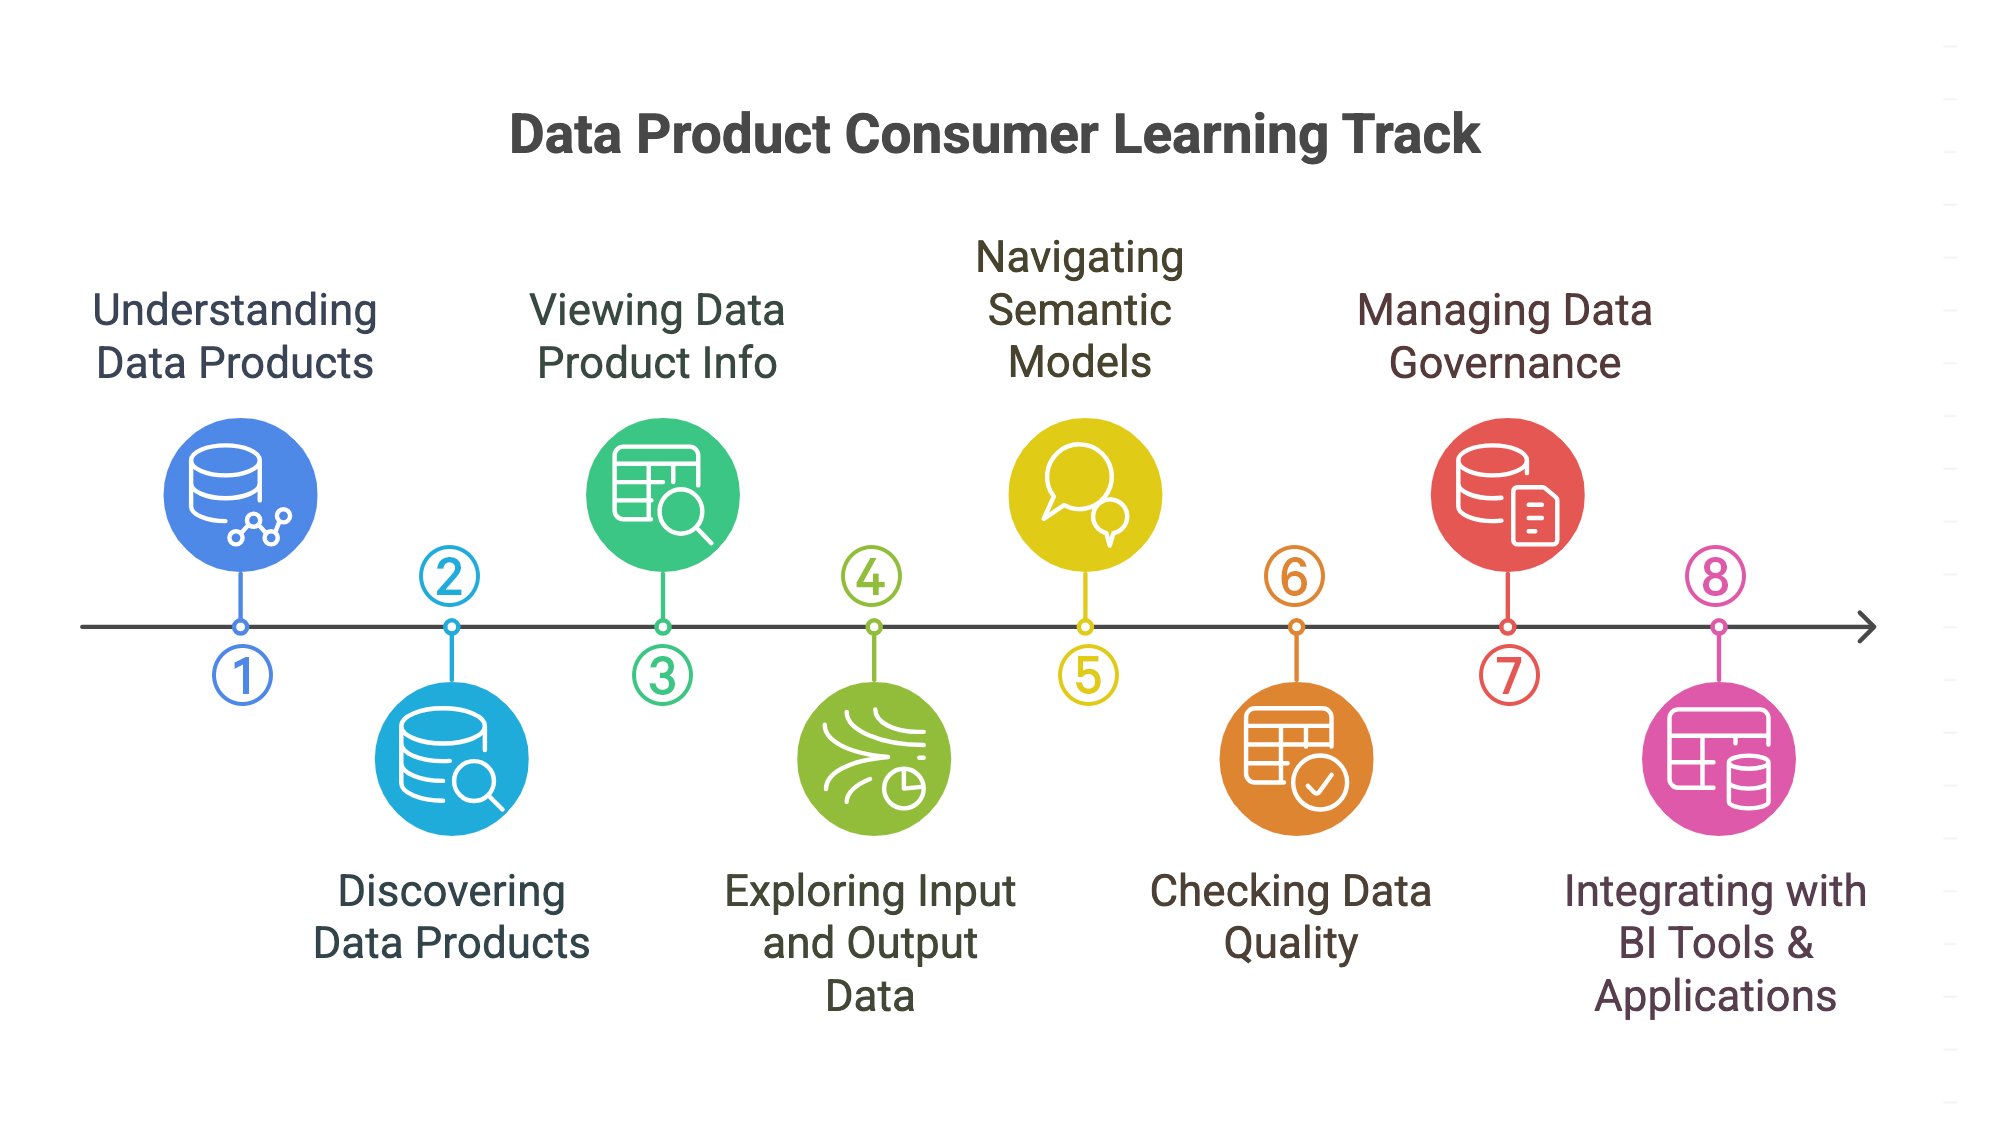 Data Product Consumer Learning Track
Understanding
Data Products
1
2
Discovering
Data Products
Viewing Data
Product Info
3
4
Exploring Input
and Output
Data
Navigating
Semantic
Models
5
6
Checking Data
Quality
Managing Data
Governance
7
8
Integrating with
BI Tools &
Applications